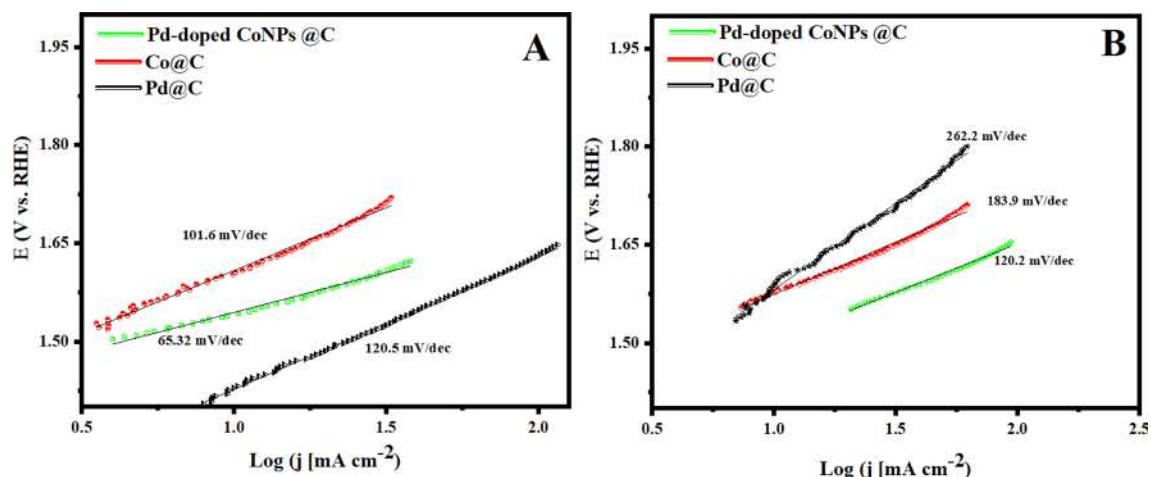 A
Pd-doped CoNPs @C
Co@C
Pd@C
1.95
1.80
1.65
1.50
E (V vs. RHE)
101.6 mV/dec
65.32 mV/dec
120.5 mV/dec
0.5 1.0 1.5 2.0
Log (j [mA cm-2)
B
Pd-doped CoNPs @C
Co@C
Pd@C
1.95
1.80
1.65
1.50
E (V vs. RHE)
262.2 mV/dec
183.9 mV/dec
120.2 mV/dec
0.5 1.0 1.5 2.0 2.5
Log (j [mA cm-2)